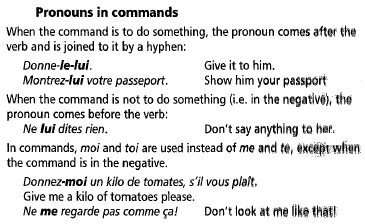 Pronouns in commands
When the command is to do something, the pronoun comes after the
verb and is joined to it by a hyphen:
Donne-le-lui. Give it to him.
Montrez-lui votre passeport. Show him your passport
When the command is not to do something (i.e. in the negative), the
pronoun comes before the verb:
Ne lui dites rien. Don't say anything to her.
In commands, moi and toi are used instead of me and te, except when
the command is in the negative.
Donnez-moi un kilo de tomates, s'il vous plaît.
Give me a kilo of tomatoes please.
Ne me regarde pas comme ça! Don't look at me like that!